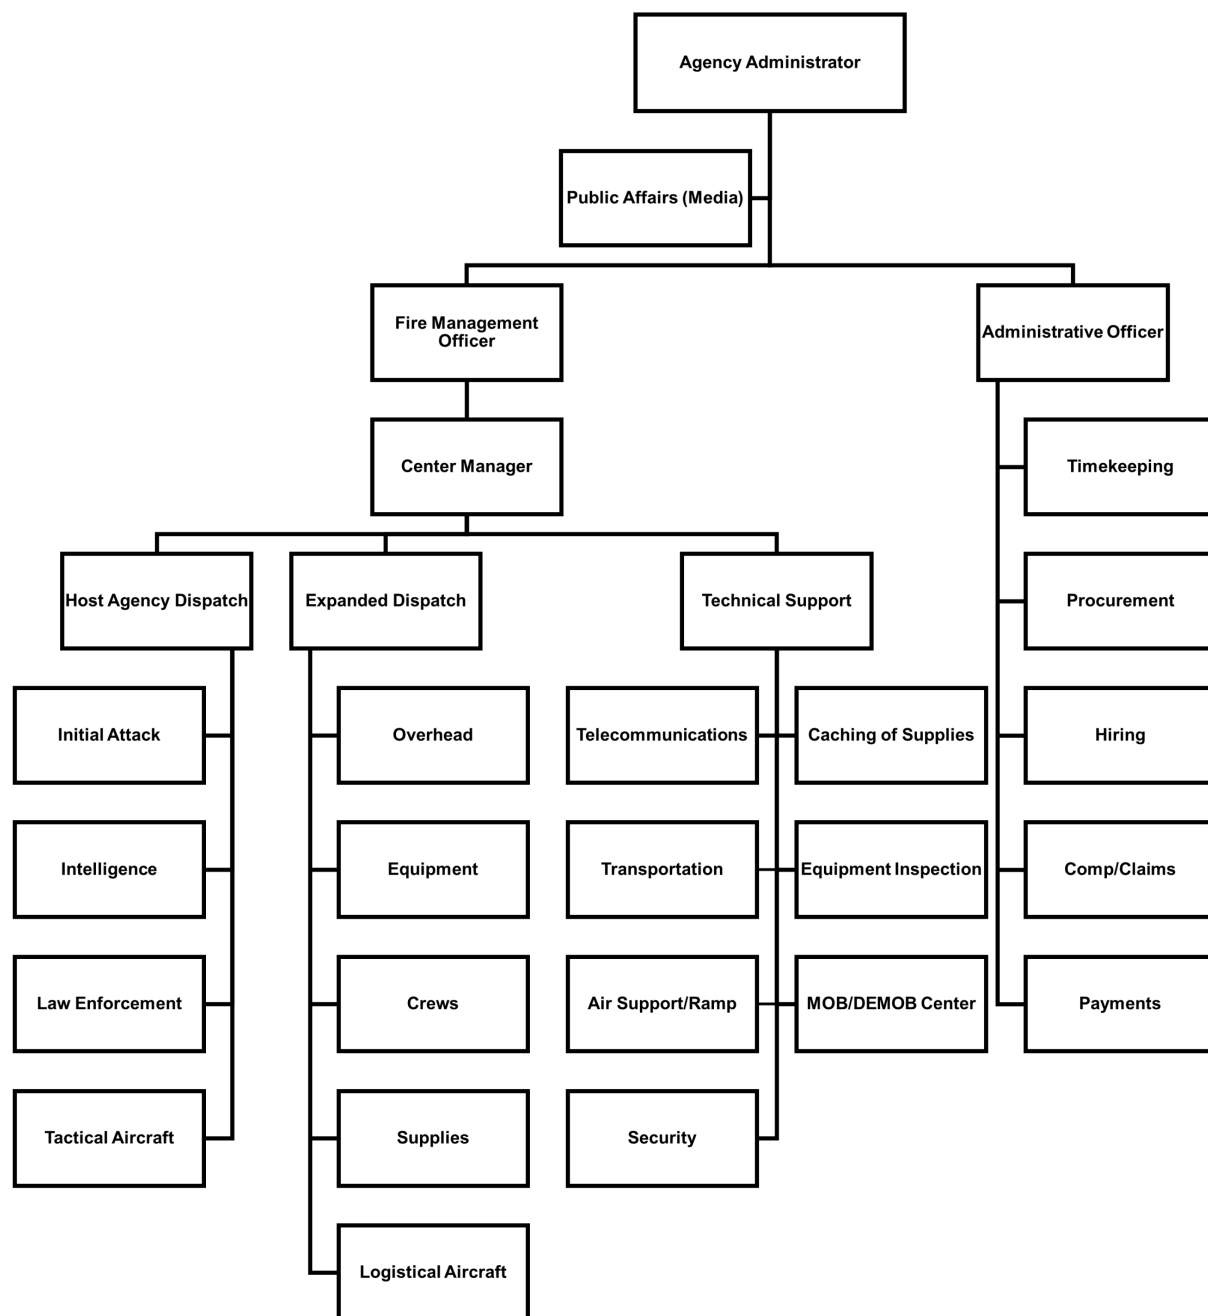 Agency Administrator
Public Affairs (Media)
Fire Management
Officer
Administrative Officer
Center Manager
Timekeeping
Host Agency Dispatch
Expanded Dispatch
Technical Support
Procurement
Initial Attack
Overhead
Telecommunications
Caching of Supplies
Hiring
Intelligence
Equipment
Transportation
Equipment Inspection
Comp/Claims
Law Enforcement
Crews
Air Support/Ramp
MOB/DEMOB Center
Payments
Tactical Aircraft
Supplies
Security
Logistical Aircraft